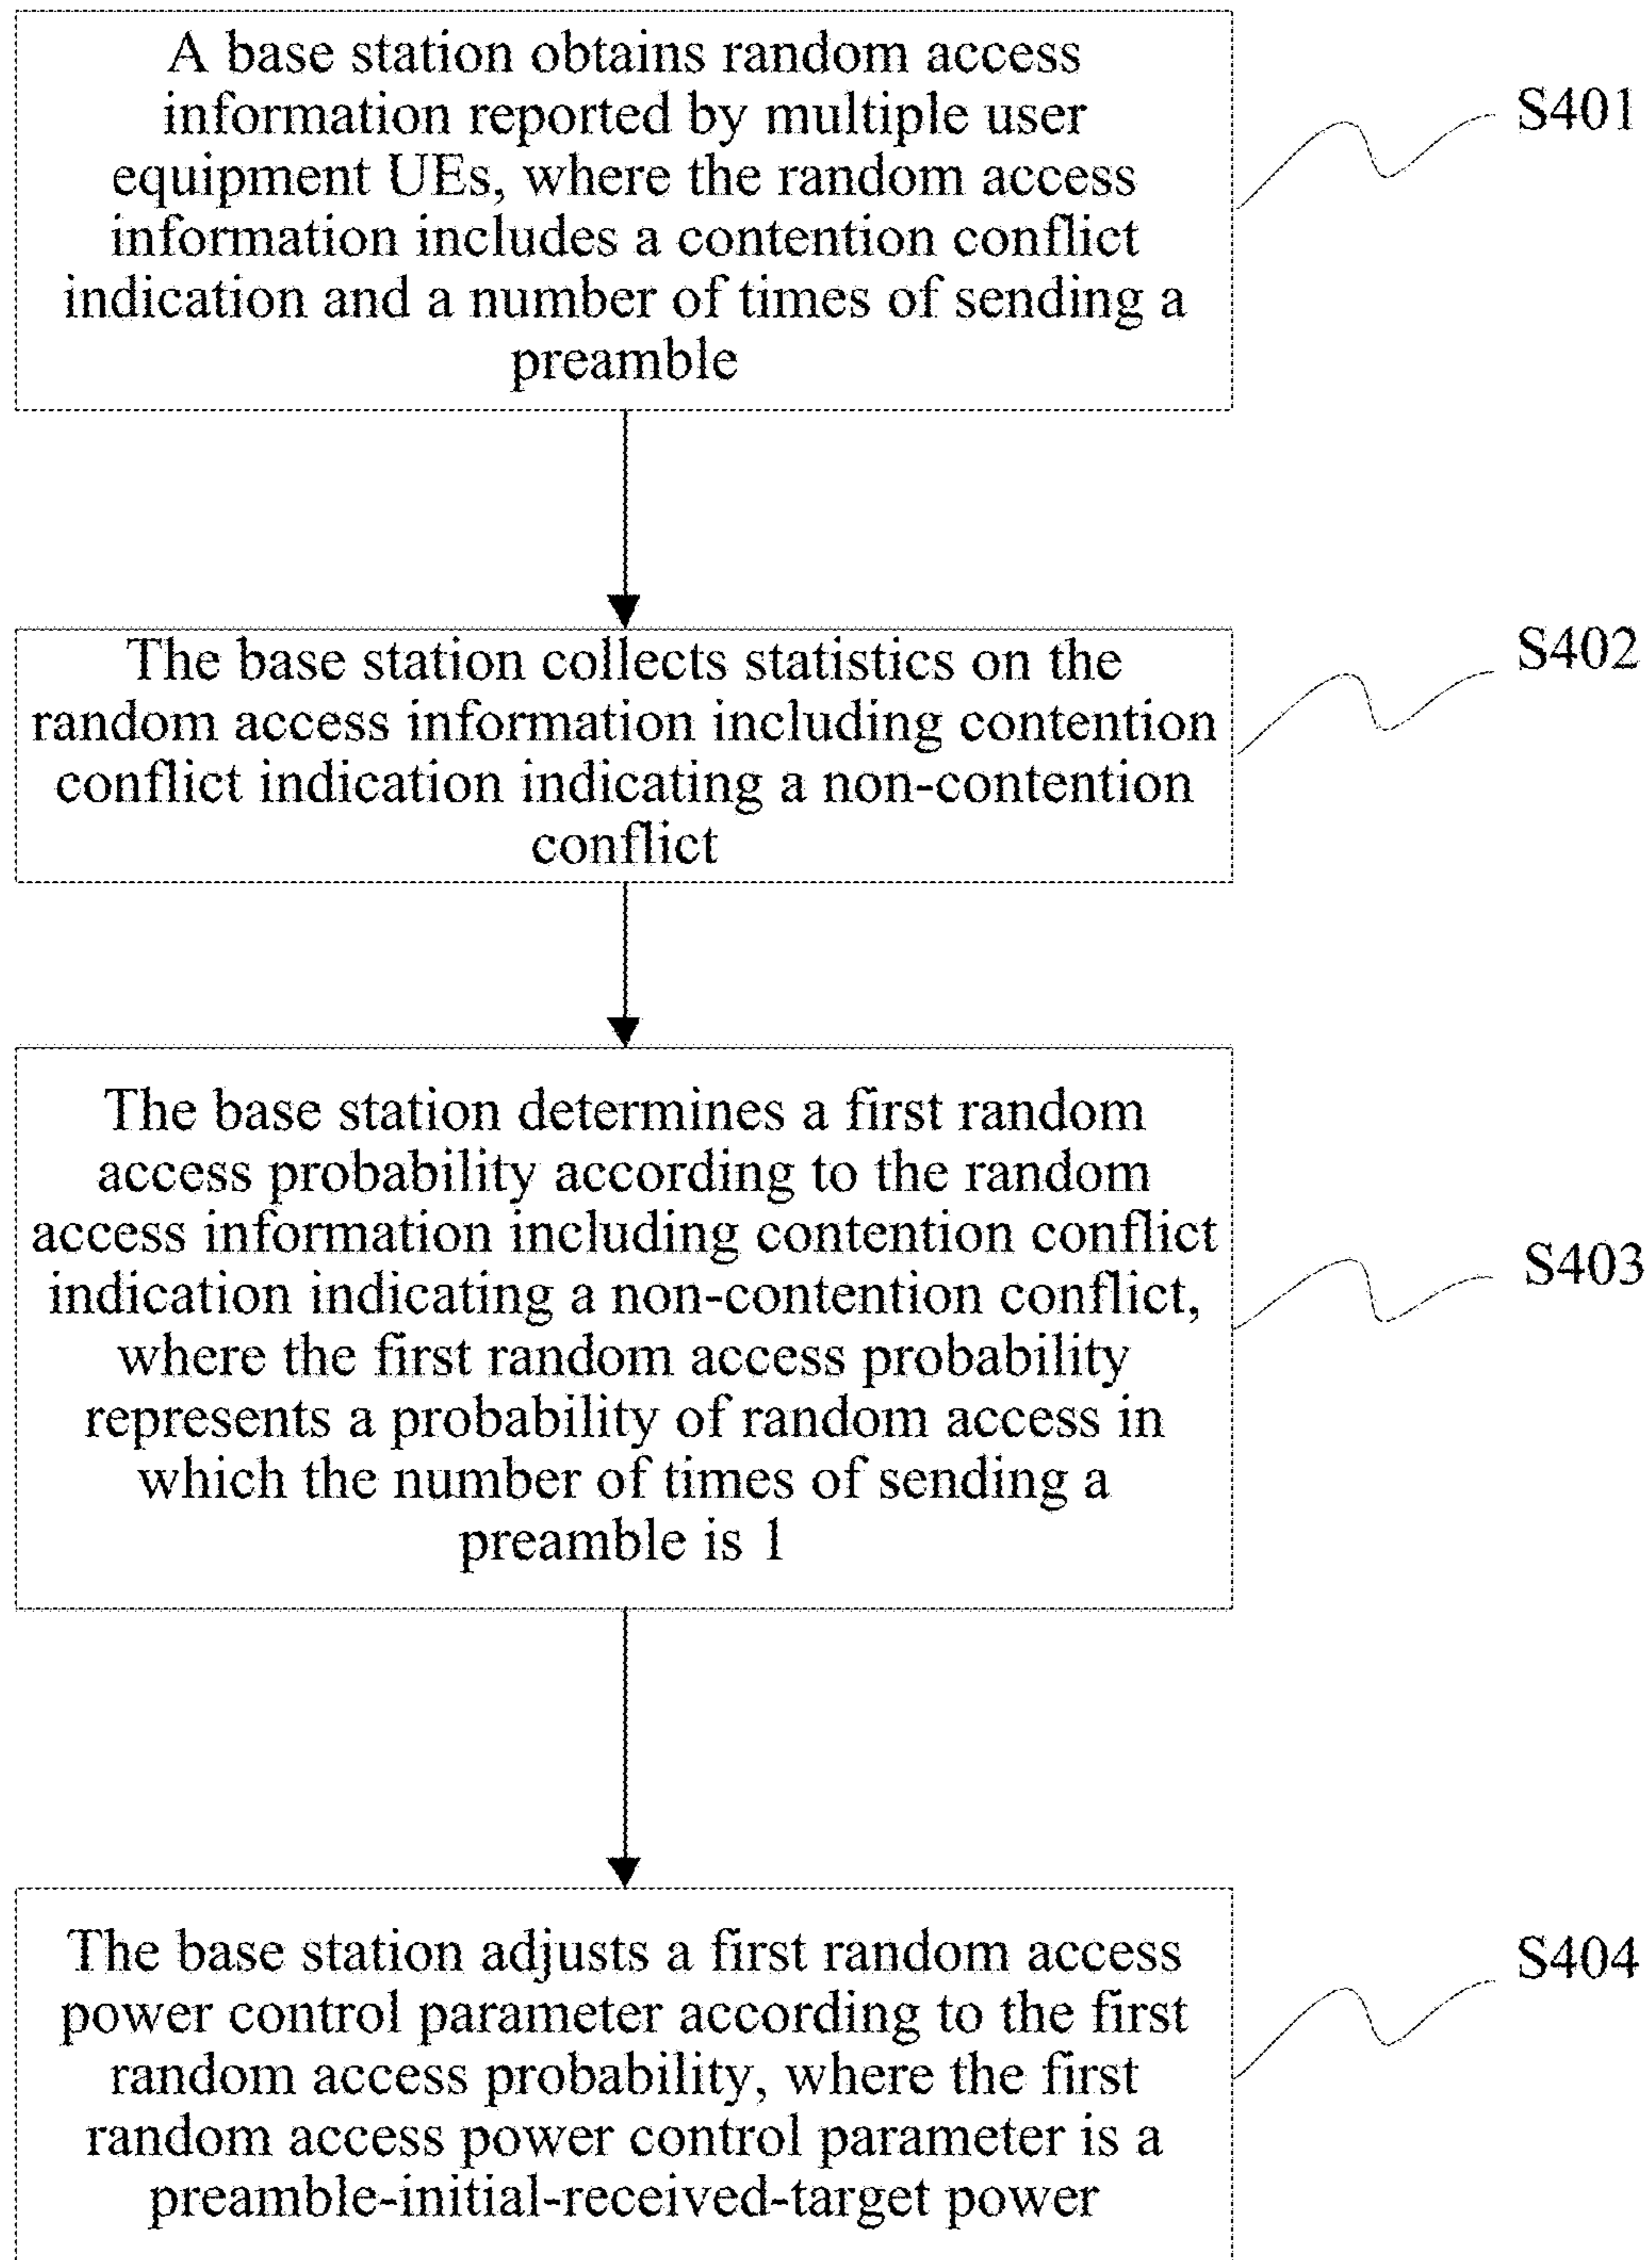 A base station obtains random access
information reported by multiple user
equipment UEs, where the random access
information includes a contention conflict
indication and a number of times of sending a
preamble
S401
The base station collects statistics on the
random access information including contention
conflict indication indicating a non-contention
conflict
S402
The base station determines a first random
access probability according to the random
access information including contention conflict
indication indicating a non-contention conflict,
where the first random access probability
represents a probability of random access in
which the number of times of sending a
preamble is 1
S403
The base station adjusts a first random access
power control parameter according to the first
random access probability, where the first
random access power control parameter is a
preamble-initial-received-target power
S404